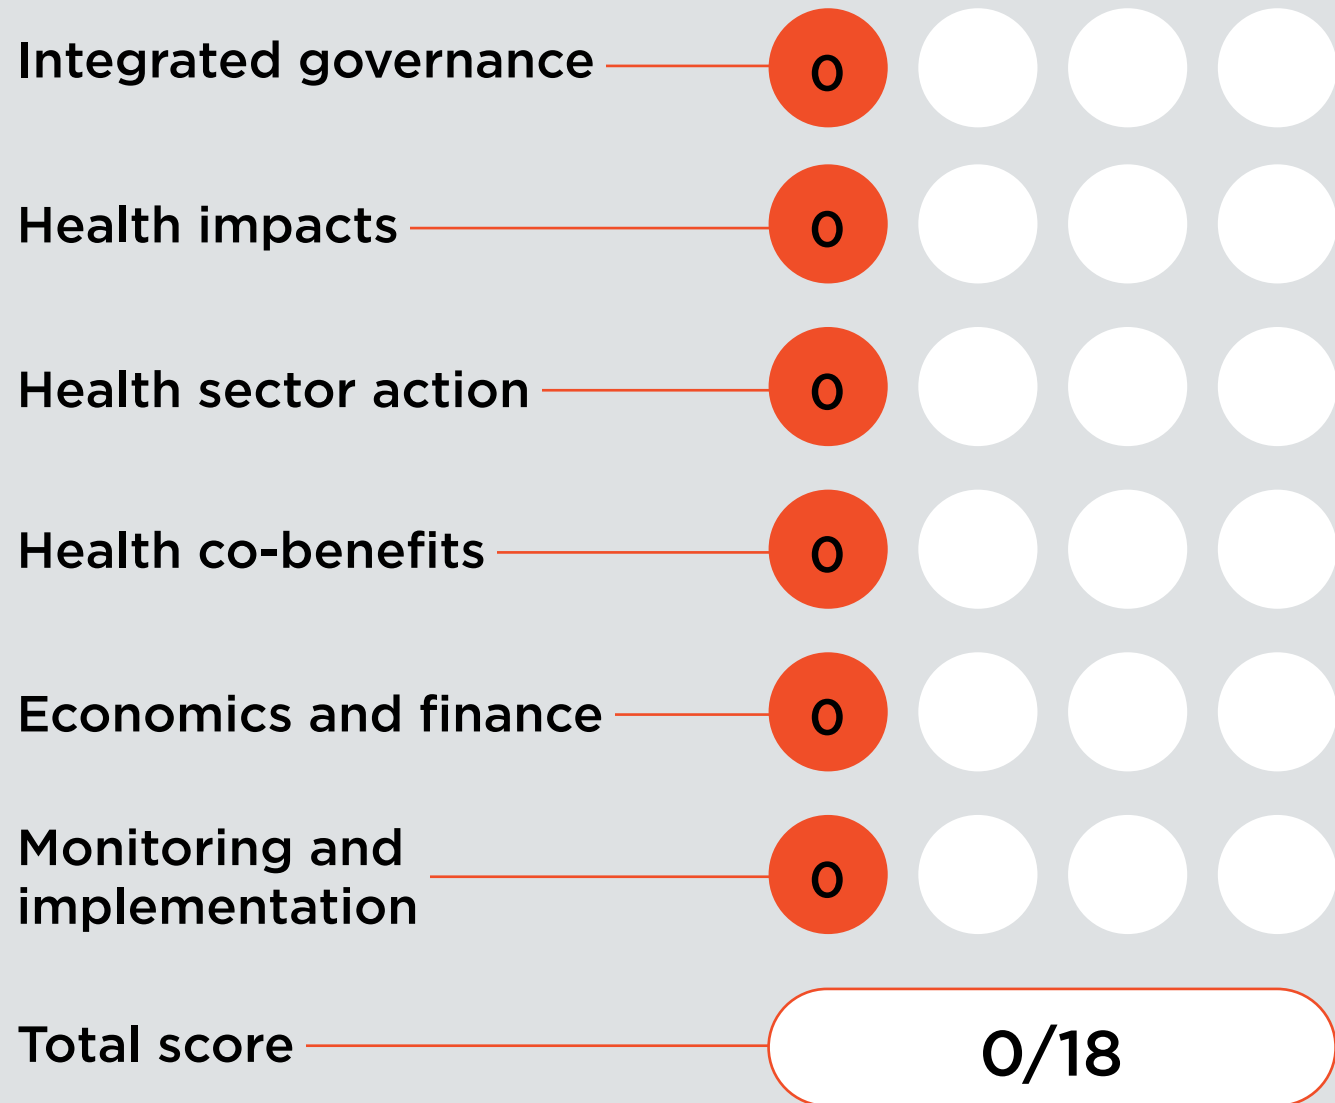 Integrated governance 0
Health impacts 0
Health sector action 0
Health co-benefits 0
Economics and finance 0
Monitoring and
implementation 0
Total score 0/18